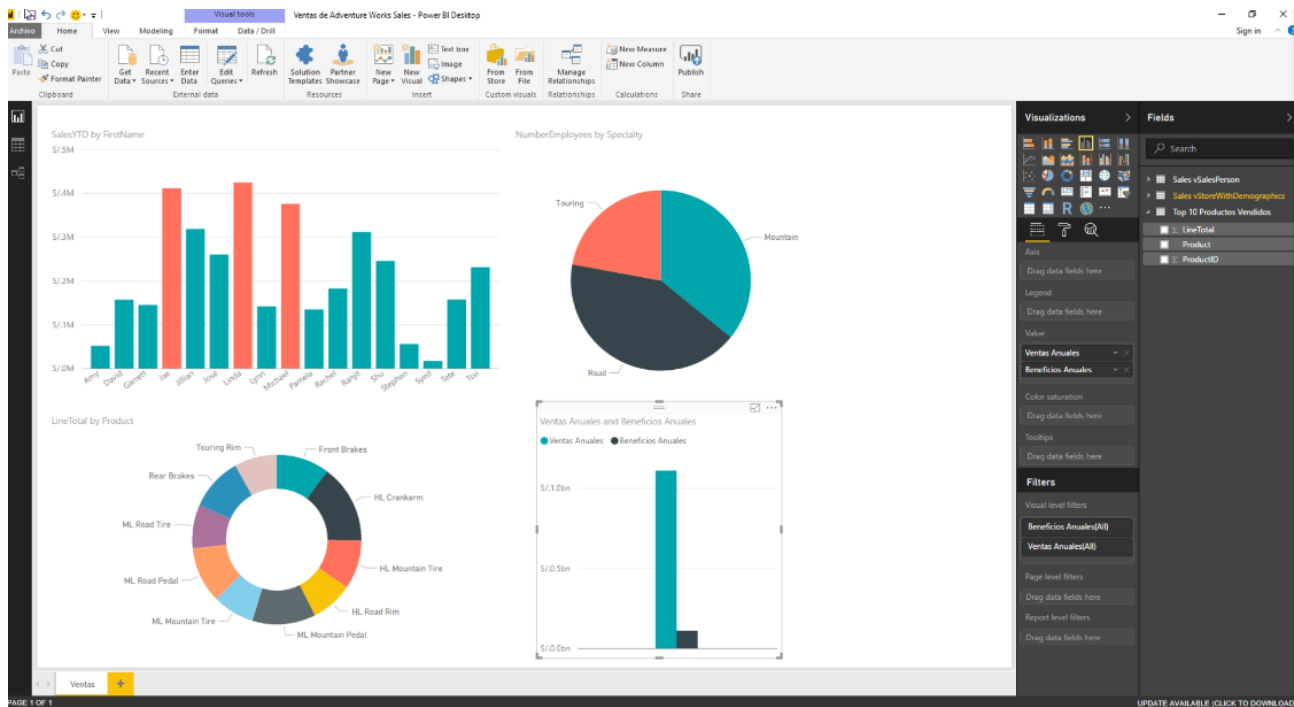 Visual tools
Ventas de Adventure Works Sales - Power BI Desktop
Sign in
Archivo Home View Modeling Format Data / Drill
Paste
Cut
Copy
Format Painter
Clipboard
Get Data
Recent Sources
Enter Data
Edit Queries
Refresh
External data
Solution Templates
Partner Showcase
Resources
New Page
New Visual
Text box
Image
Shapes
Insert
From Store
From File
Custom visuals
Manage Relationships
Relationships
New Measure
New Column
Calculations
Publish
Share
SalesYTD by FirstName
S/.5M
S/.4M
S/.3M
S/.2M
S/.1M
S/.0M
Amy David Garrett Jae Jillian José Linda Lynn Michael Pamela Rachel Ranjit Shu Stephen Syed Tete Tsvi
NumberEmployees by Specialty
Touring
Mountain
Road
LineTotal by Product
Touring Rim
Front Brakes
Rear Brakes
HL Crankarm
ML Road Tire
HL Mountain Tire
ML Road Pedal
HL Road Rim
ML Mountain Tire
ML Mountain Pedal
Ventas Anuales and Beneficios Anuales
Ventas Anuales Beneficios Anuales
S/.1.0bn
S/.0.5bn
S/.0.0bn
Visualizations
R
Axis
Drag data fields here
Legend
Drag data fields here
Value
Ventas Anuales
Beneficios Anuales
Color saturation
Drag data fields here
Tooltips
Drag data fields here
Filters
Visual level filters
Beneficios Anuales(All)
Ventas Anuales(All)
Page level filters
Drag data fields here
Report level filters
Drag data fields here
Fields
Search
Sales vSalesPerson
Sales vStoreWithDemographics
Top 10 Productos Vendidos
Σ LineTotal
Product
Σ ProductID
Ventas
PAGE 1 OF 1
UPDATE AVAILABLE (CLICK TO DOWNLOAD